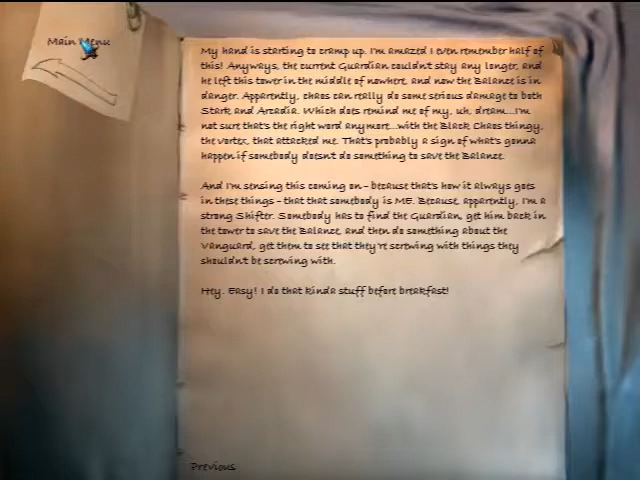 Main Menu
My hand is starting to cramp up. I'm amazed I even remember half of
this! Anyways, the current Guardian couldn't stay any longer, and
he left this tower in the middle of nowhere, and now the Balance is in
danger. Apparently, chaos can really do some serious damage to both
Stark and Arcadia. Which does remind me of my, uh, dream...I'm
not sure that's the right word anymore...with the Black Chaos thingy,
the Vortex, that attacked me. That's probably a sign of what's gonna
happen if somebody doesn't do something to save the Balance.
And I'm sensing this coming on - because that's how it always goes
in these things - that that somebody is ME. Because, apparently, I'm a
strong Shifter. Somebody has to find the Guardian, get him back in
the tower to save the Balance, and then do something about the
Vanguard, get them to see that they're screwing with things they
shouldn't be screwing with.
Hey. Easy! I do that kinda stuff before breakfast!
Previous